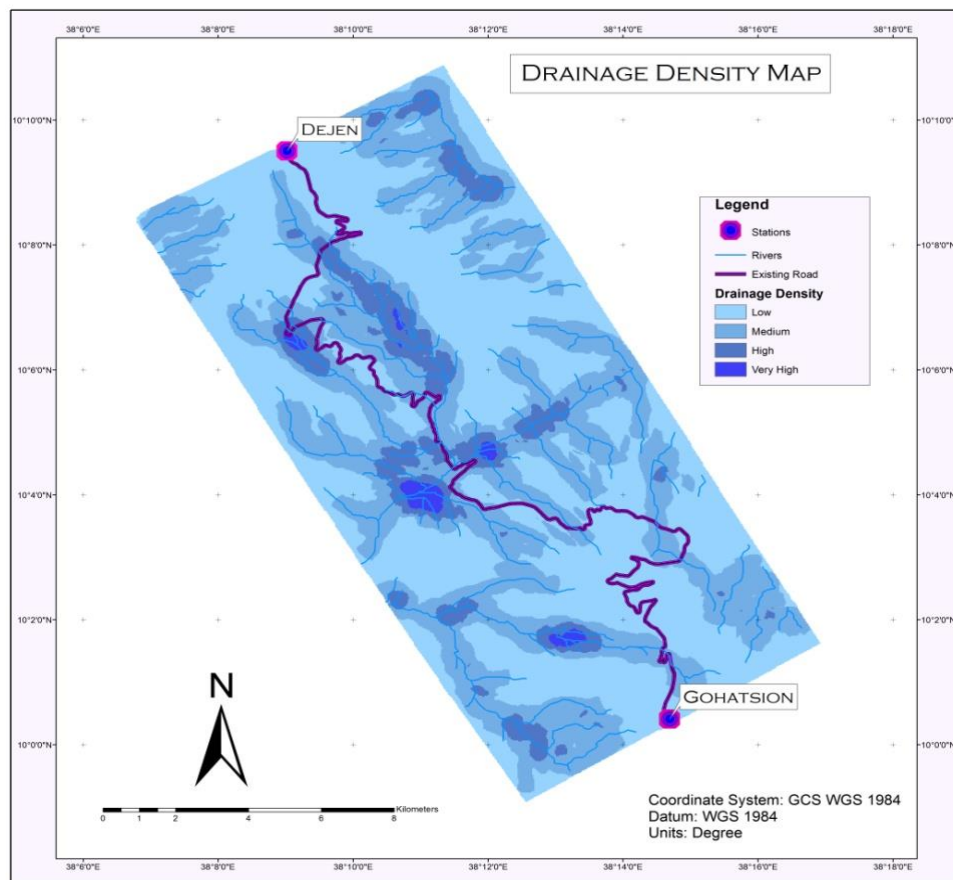 38°6'0"E 38°8'0"E 38°10'0"E 38°12'0"E 38°14'0"E 38°16'0"E 38°18'0"E
DRAINAGE DENSITY MAP
10°10'0"N 10°10'0"N
DEJEN
Legend
Stations
Rivers
Existing Road
Drainage Density
Low
Medium
High
Very High
10°8'0"N 10°8'0"N
10°6'0"N 10°6'0"N
10°4'0"N 10°4'0"N
10°2'0"N 10°2'0"N
N
GOHATSION
10°0'0"N 10°0'0"N
Kilometers
0 1 2 4 6 8
Coordinate System: GCS WGS 1984
Datum: WGS 1984
Units: Degree
38°6'0"E 38°8'0"E 38°10'0"E 38°12'0"E 38°14'0"E 38°16'0"E 38°18'0"E